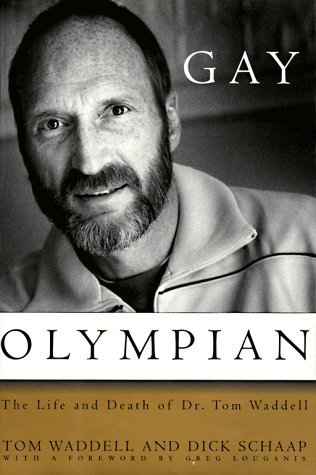 GAY
OLYMPIAN
The Life and Death of Dr. Tom Waddell
TOM WADDELL AND DICK SCHAAP
WITH A FOREWORD BY GREG LOUGANIS